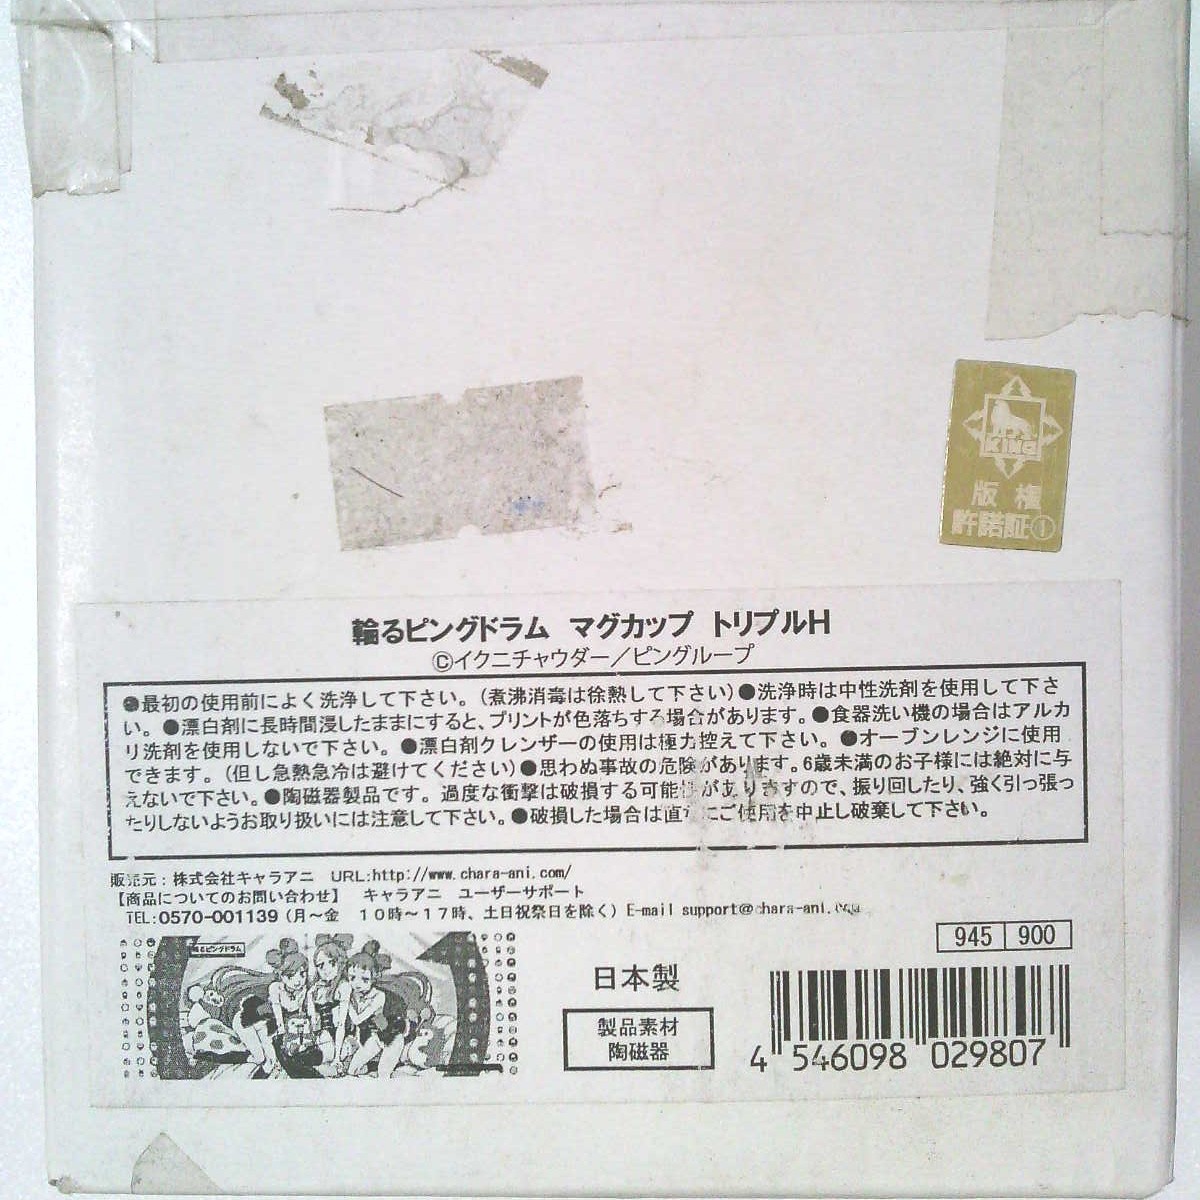 KING
版権
許諾証①
輪るピングドラム マグカップ トリプルH
©イクニチャウダー／ピングループ
●最初の使用前によく洗浄して下さい。(煮沸消毒は徐熱して下さい)●洗浄時は中性洗剤を使用して下さ
い。●漂白剤に長時間浸したままにすると、プリントが色落ちする場合があります。●食器洗い機の場合はアルカ
リ洗剤を使用しないで下さい。●漂白剤クレンザーの使用は極力控えて下さい。●オーブンレンジに使用
できます。(但し急熱急冷は避けてください)●思わぬ事故の危険があります。6歳未満のお子様には絶対に与
えないで下さい。●陶磁器製品です。過度な衝撃は破損する可能性がありますので、振り回したり、強く引っ張っ
たりしないようお取り扱いには注意して下さい。●破損した場合は直ちにご使用を中止し破棄して下さい。
販売元：株式会社キャラアニ URL:http://www.chara-ani.com/
【商品についてのお問い合わせ】 キャラアニ ユーザーサポート
TEL:0570-001139(月～金 10時～17時、土日祝祭日を除く) E-mail support@chara-ani.com
輪るピングドラム
945 900
日本製
製品素材
陶磁器
4 546098 029807